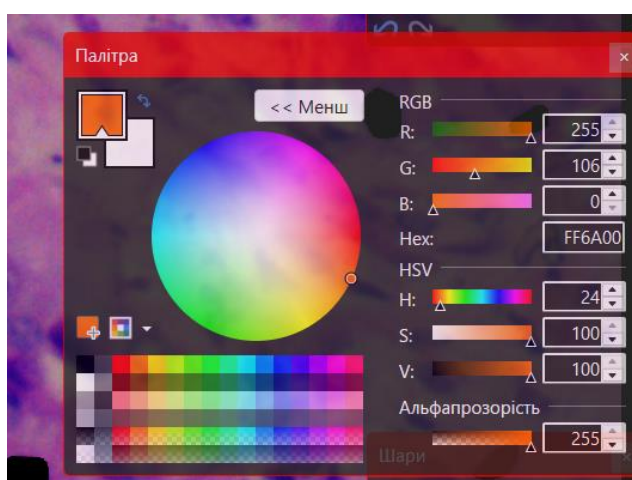 Палітра
<< Менш
RGB
R: 255
G: 106
B: 0
Hex: FF6A00
HSV
H: 24
S: 100
V: 100
Альфапрозорість
255
Шари